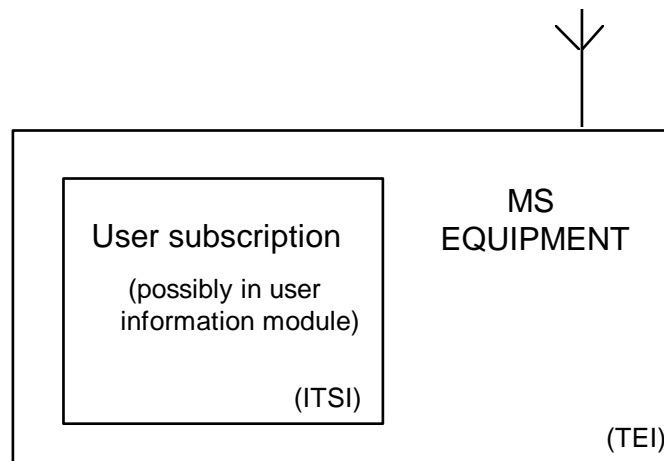 MS
EQUIPMENT
User subscription
(possibly in user
information module)
(ITSI)
(TEI)